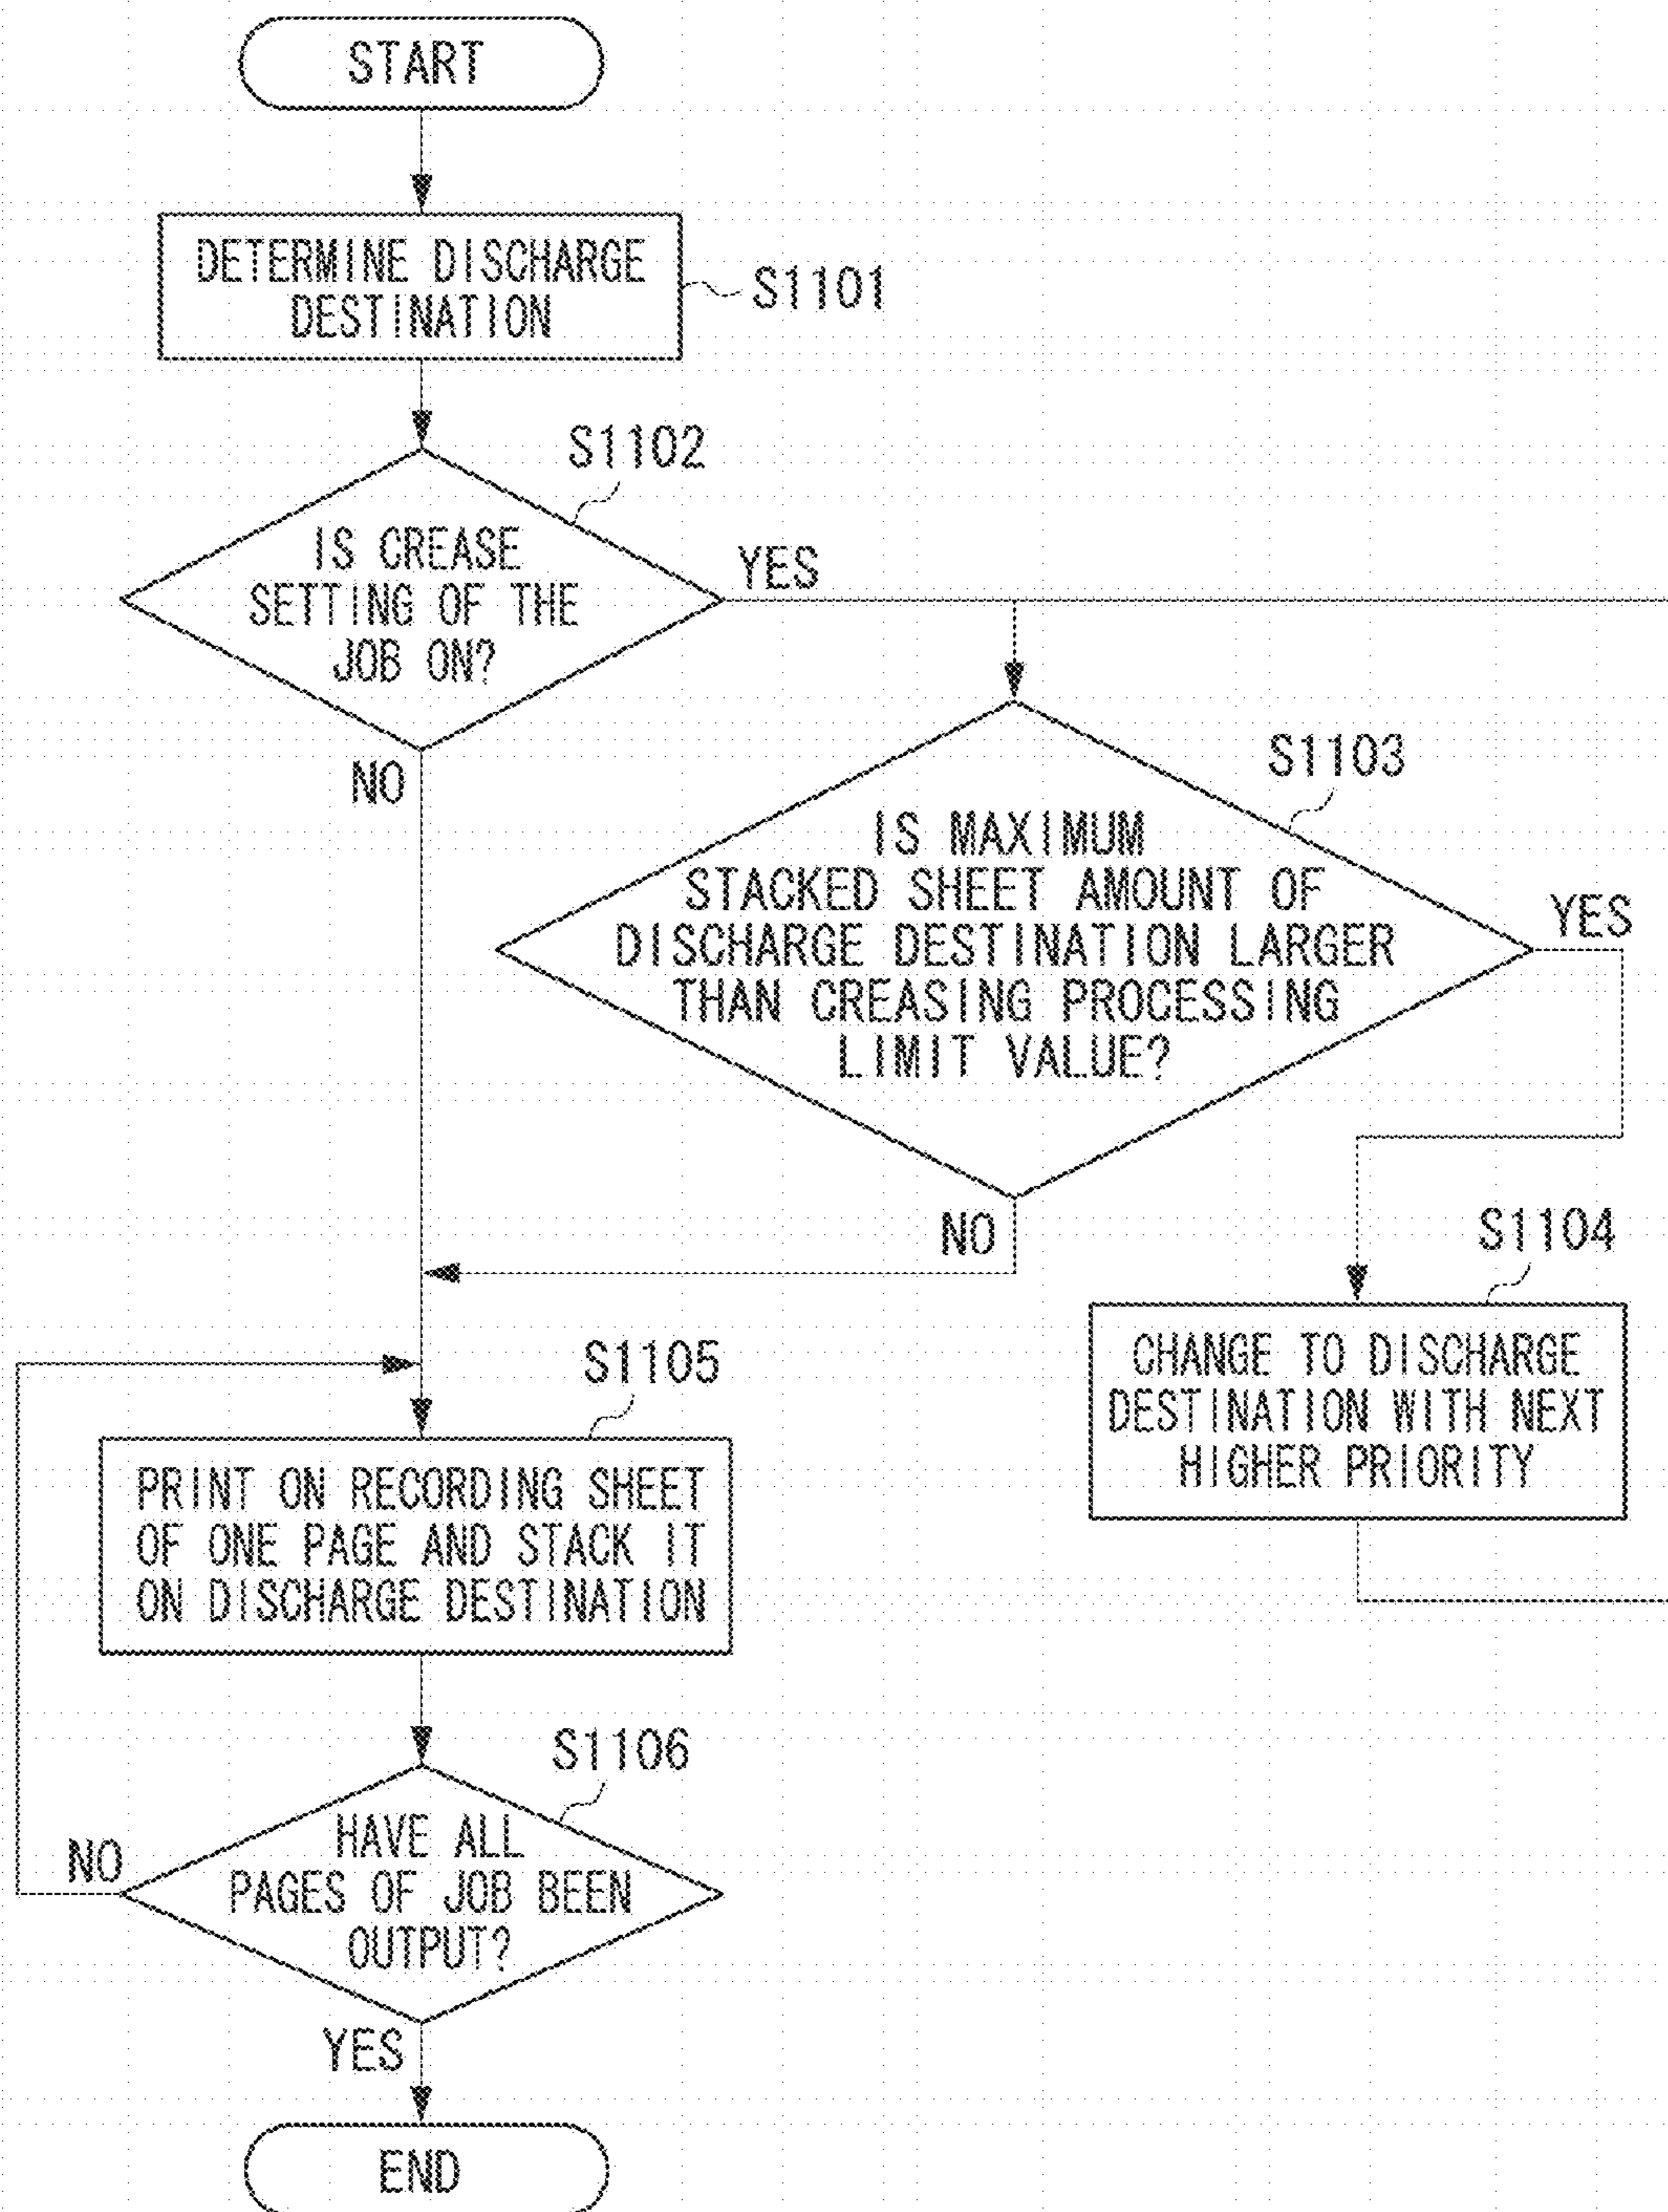 START
DETERMINE DISCHARGE
DESTINATION
S1101
S1102
IS CREASE
SETTING OF THE
JOB ON?
YES
NO
S1103
IS MAXIMUM
STACKED SHEET AMOUNT OF
DISCHARGE DESTINATION LARGER
THAN CREASING PROCESSING
LIMIT VALUE?
YES
NO
S1104
CHANGE TO DISCHARGE
DESTINATION WITH NEXT
HIGHER PRIORITY
S1105
PRINT ON RECORDING SHEET
OF ONE PAGE AND STACK IT
ON DISCHARGE DESTINATION
S1106
HAVE ALL
PAGES OF JOB BEEN
OUTPUT?
NO
YES
END